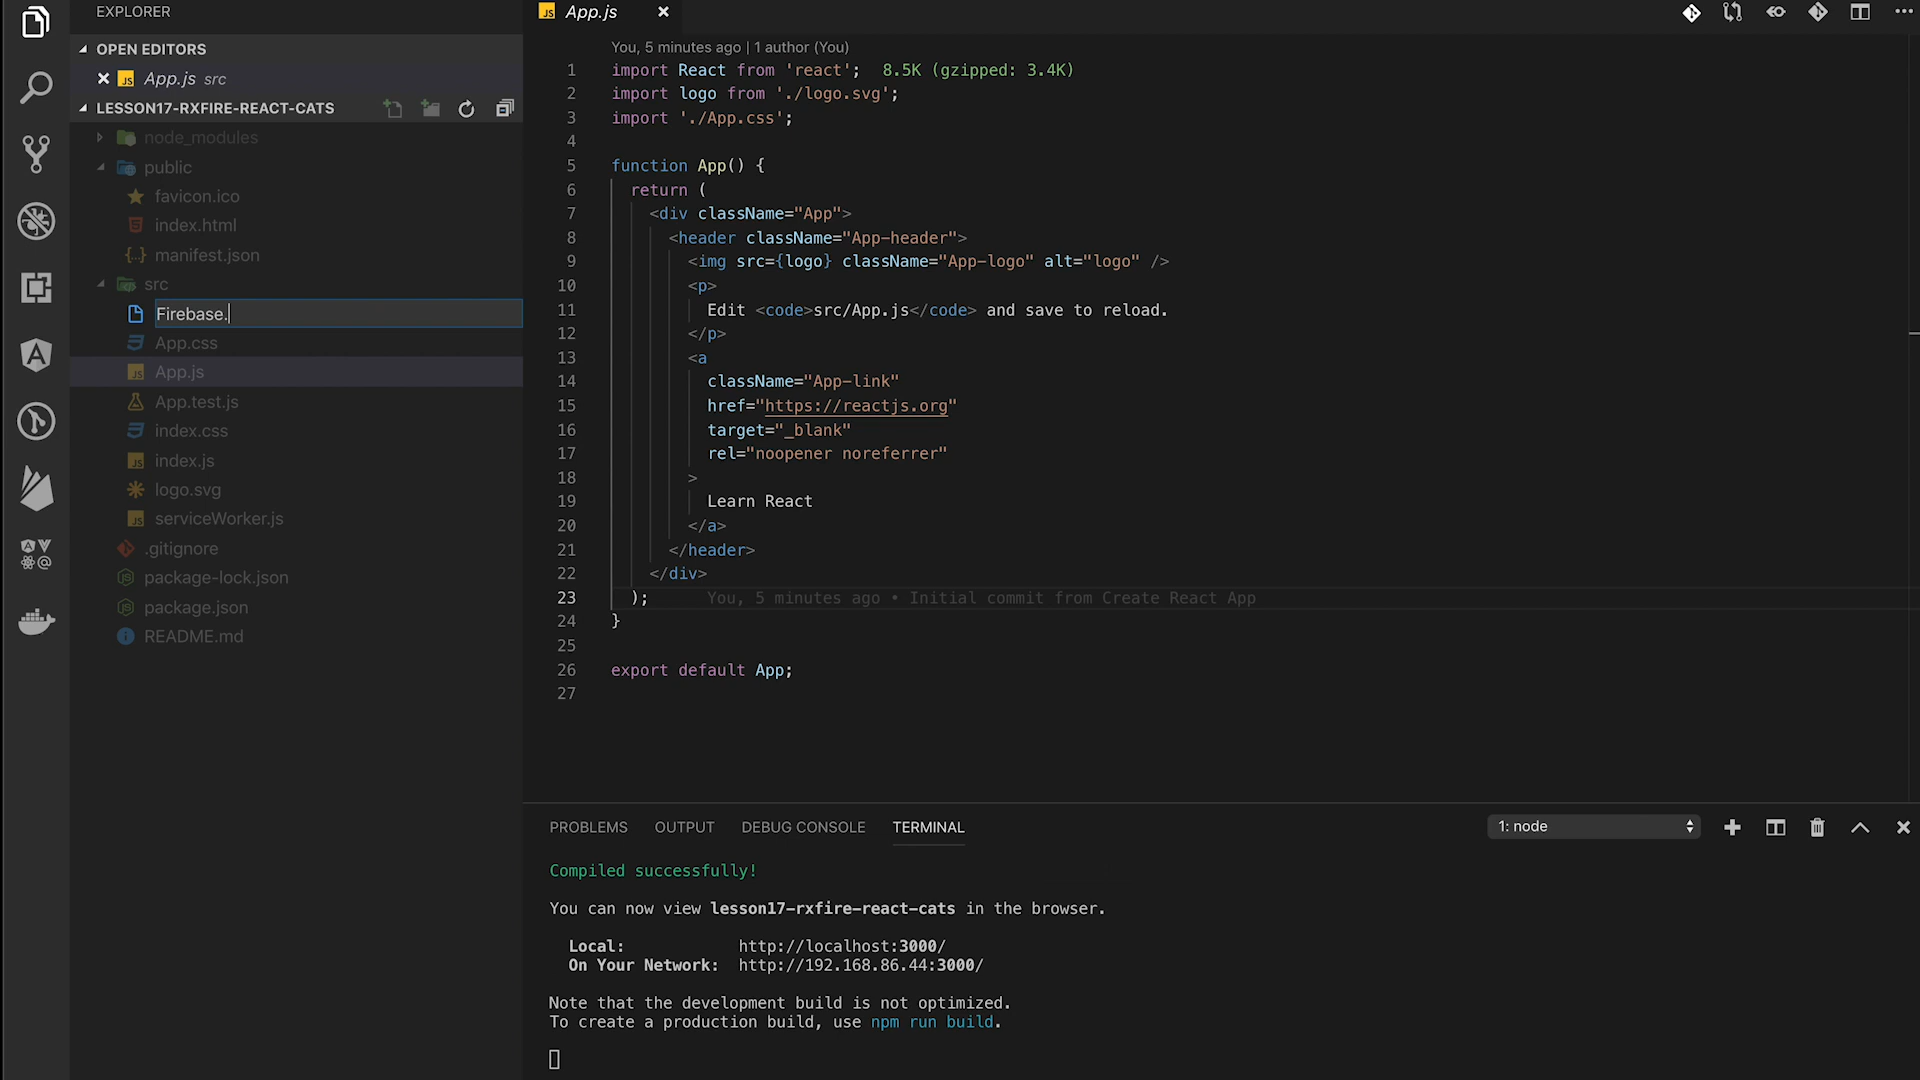 EXPLORER
OPEN EDITORS
App.js src
LESSON17-RXFIRE-REACT-CATS
node_modules
public
favicon.ico
index.html
manifest.json
src
Firebase.
App.css
App.js
App.test.js
index.css
index.js
logo.svg
serviceWorker.js
.gitignore
package-lock.json
package.json
README.md
App.js
You, 5 minutes ago | 1 author (You)
1 import React from 'react'; 8.5K (gzipped: 3.4K)
2 import logo from './logo.svg';
3 import './App.css';
4
5 function App() {
6 return (
7 <div className="App">
8 <header className="App-header">
9 <img src={logo} className="App-logo" alt="logo" />
10 <p>
11 Edit <code>src/App.js</code> and save to reload.
12 </p>
13 <a
14 className="App-link"
15 href="https://reactjs.org"
16 target="_blank"
17 rel="noopener noreferrer"
18 >
19 Learn React
20 </a>
21 </header>
22 </div>
23 ); You, 5 minutes ago • Initial commit from Create React App
24 }
25
26 export default App;
27
PROBLEMS OUTPUT DEBUG CONSOLE TERMINAL 1: node
Compiled successfully!
You can now view lesson17-rxfire-react-cats in the browser.
Local: http://localhost:3000/
On Your Network: http://192.168.86.44:3000/
Note that the development build is not optimized.
To create a production build, use npm run build.